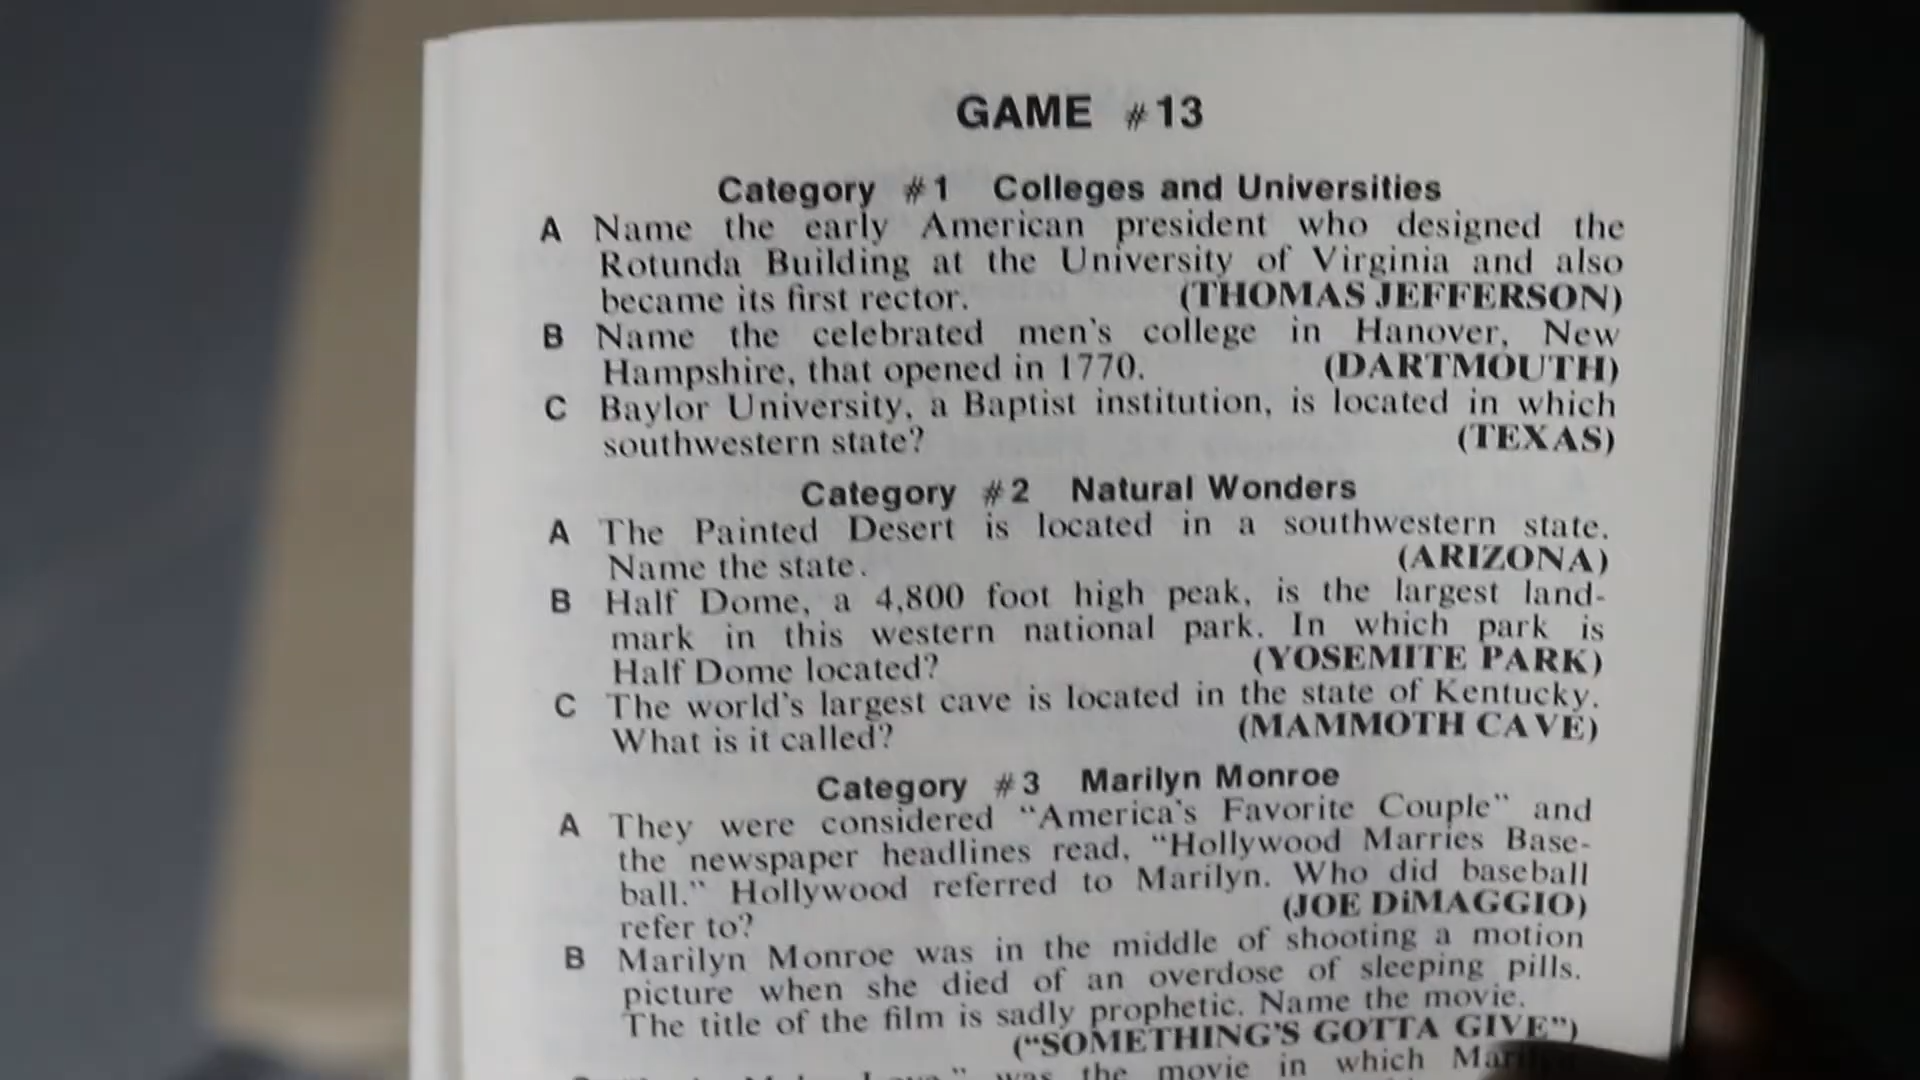 GAME #13
Category #1 Colleges and Universities
A Name the early American president who designed the
Rotunda Building at the University of Virginia and also
became its first rector. (THOMAS JEFFERSON)
B Name the celebrated men's college in Hanover, New
Hampshire, that opened in 1770. (DARTMOUTH)
C Baylor University, a Baptist institution, is located in which
southwestern state? (TEXAS)
Category #2 Natural Wonders
A The Painted Desert is located in a southwestern state.
Name the state. (ARIZONA)
B Half Dome, a 4,800 foot high peak, is the largest land-
mark in this western national park. In which park is
Half Dome located? (YOSEMITE PARK)
C The world's largest cave is located in the state of Kentucky.
What is it called? (MAMMOTH CAVE)
Category #3 Marilyn Monroe
A They were considered "America's Favorite Couple" and
the newspaper headlines read, "Hollywood Marries Base-
ball." Hollywood referred to Marilyn. Who did baseball
refer to? (JOE DiMAGGIO)
B Marilyn Monroe was in the middle of shooting a motion
picture when she died of an overdose of sleeping pills.
The title of the film is sadly prophetic. Name the movie.
("SOMETHING'S GOTTA GIVE")
was the movie in which